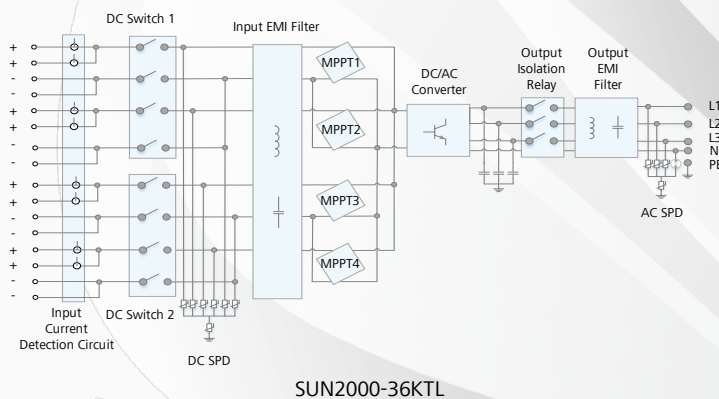 DC Switch 1
Input EMI Filter
+
+
-
-
+
+
-
-
+
+
-
-
+
+
-
-
MPPT1
MPPT2
MPPT3
MPPT4
DC/AC
Converter
Output
Isolation
Relay
Output
EMI
Filter
L1
L2
L3
N
PE
AC SPD
Input
Current
Detection Circuit
DC Switch 2
DC SPD
SUN2000-36KTL